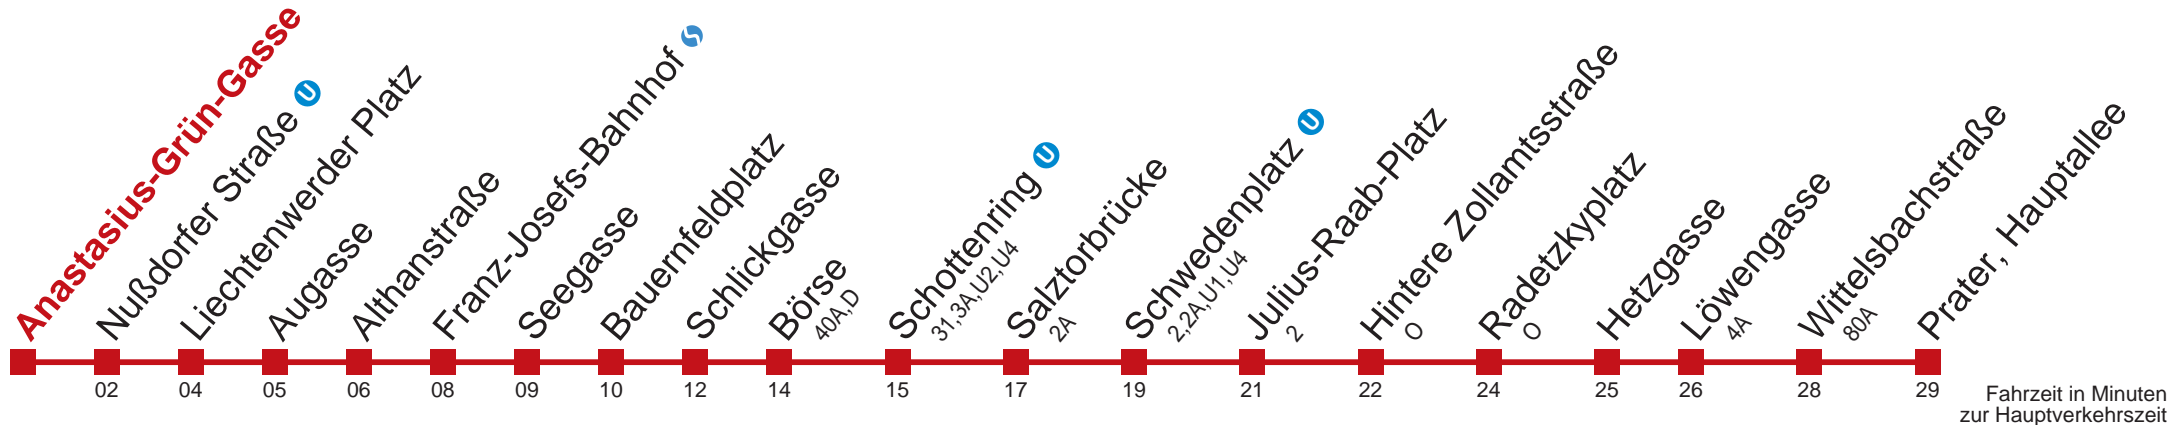 Anastasius-Grün-Gasse
Nußdorfer Straße U
Liechtenwerder Platz
Augasse
Althanstraße
Franz-Josefs-Bahnhof S
Seegasse
Bauernfeldplatz
Schlickgasse
Börse
40A,D
Schottenring U
31,3A,U2,U4
Salztorbrücke
2A
Schwedenplatz U
2,2A,U1,U4
Julius-Raab-Platz
2
Hintere Zollamtsstraße
O
Radetzkyplatz
O
Hetzgasse
Löwengasse
4A
Wittelsbachstraße
80A
Prater, Hauptallee
02 04 05 06 08 09 10 12 14 15 17 19 21 22 24 25 26 28 29
Fahrzeit in Minuten
zur Hauptverkehrszeit